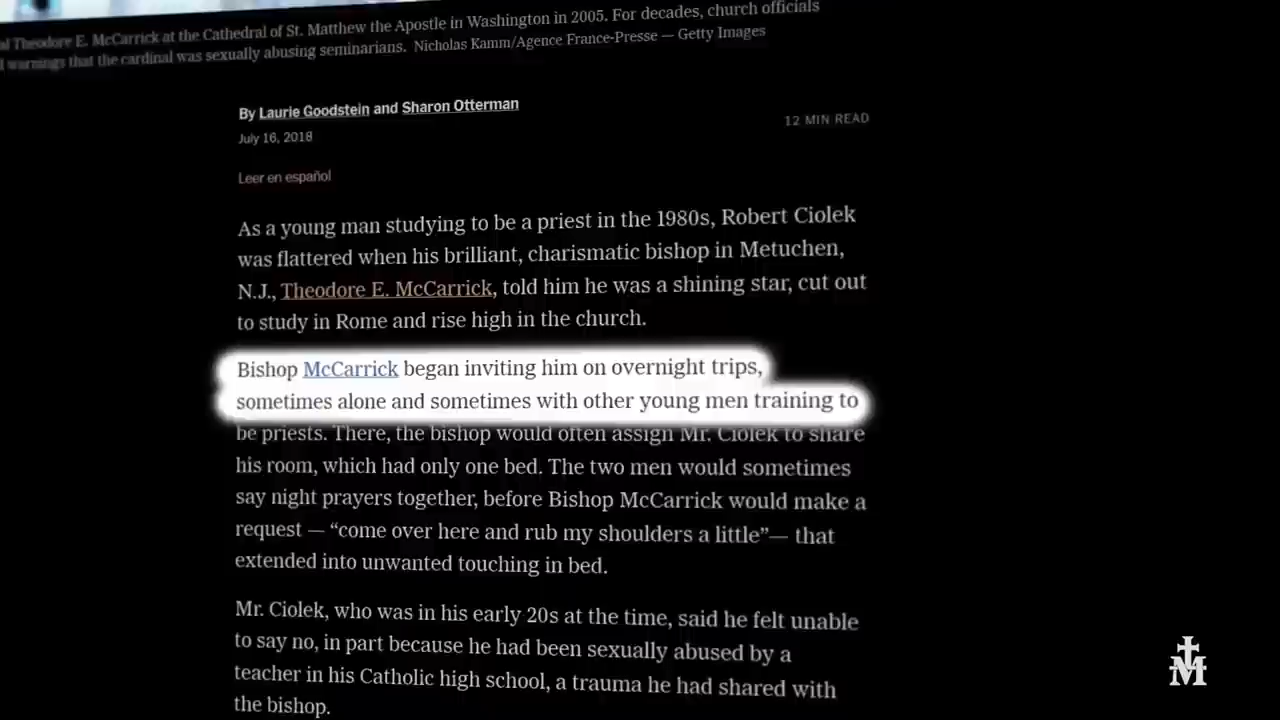 al Theodore E. McCarrick at the Cathedral of St. Matthew the Apostle in Washington in 2005. For decades, church officials
warnings that the cardinal was sexually abusing seminarians. Nicholas Kamm/Agence France-Presse — Getty Images
By Laurie Goodstein and Sharon Otterman
July 16, 2018
12 MIN READ
Leer en español
As a young man studying to be a priest in the 1980s, Robert Ciolek
was flattered when his brilliant, charismatic bishop in Metuchen,
N.J., Theodore E. McCarrick, told him he was a shining star, cut out
to study in Rome and rise high in the church.
Bishop McCarrick began inviting him on overnight trips,
sometimes alone and sometimes with other young men training to
be priests. There, the bishop would often assign Mr. Ciolek to share
his room, which had only one bed. The two men would sometimes
say night prayers together, before Bishop McCarrick would make a
request — “come over here and rub my shoulders a little”— that
extended into unwanted touching in bed.
Mr. Ciolek, who was in his early 20s at the time, said he felt unable
to say no, in part because he had been sexually abused by a
teacher in his Catholic high school, a trauma he had shared with
the bishop.